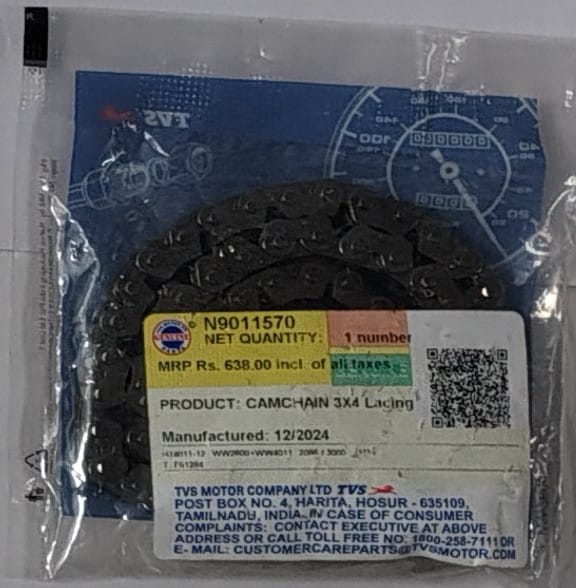 TVS
N9011570
NET QUANTITY: 1 number
MRP Rs. 638.00 incl. of all taxes
PRODUCT: CAMCHAIN 3X4 Lacing
Manufactured: 12/2024
TVS MOTOR COMPANY LTD TVS
POST BOX NO. 4, HARITA, HOSUR - 635109,
TAMILNADU, INDIA. IN CASE OF CONSUMER
COMPLAINTS: CONTACT EXECUTIVE AT ABOVE
ADDRESS OR CALL TOLL FREE NO. 1800-258-7111 OR
E- MAIL: CUSTOMERCAREPARTS@TVSMOTOR.COM